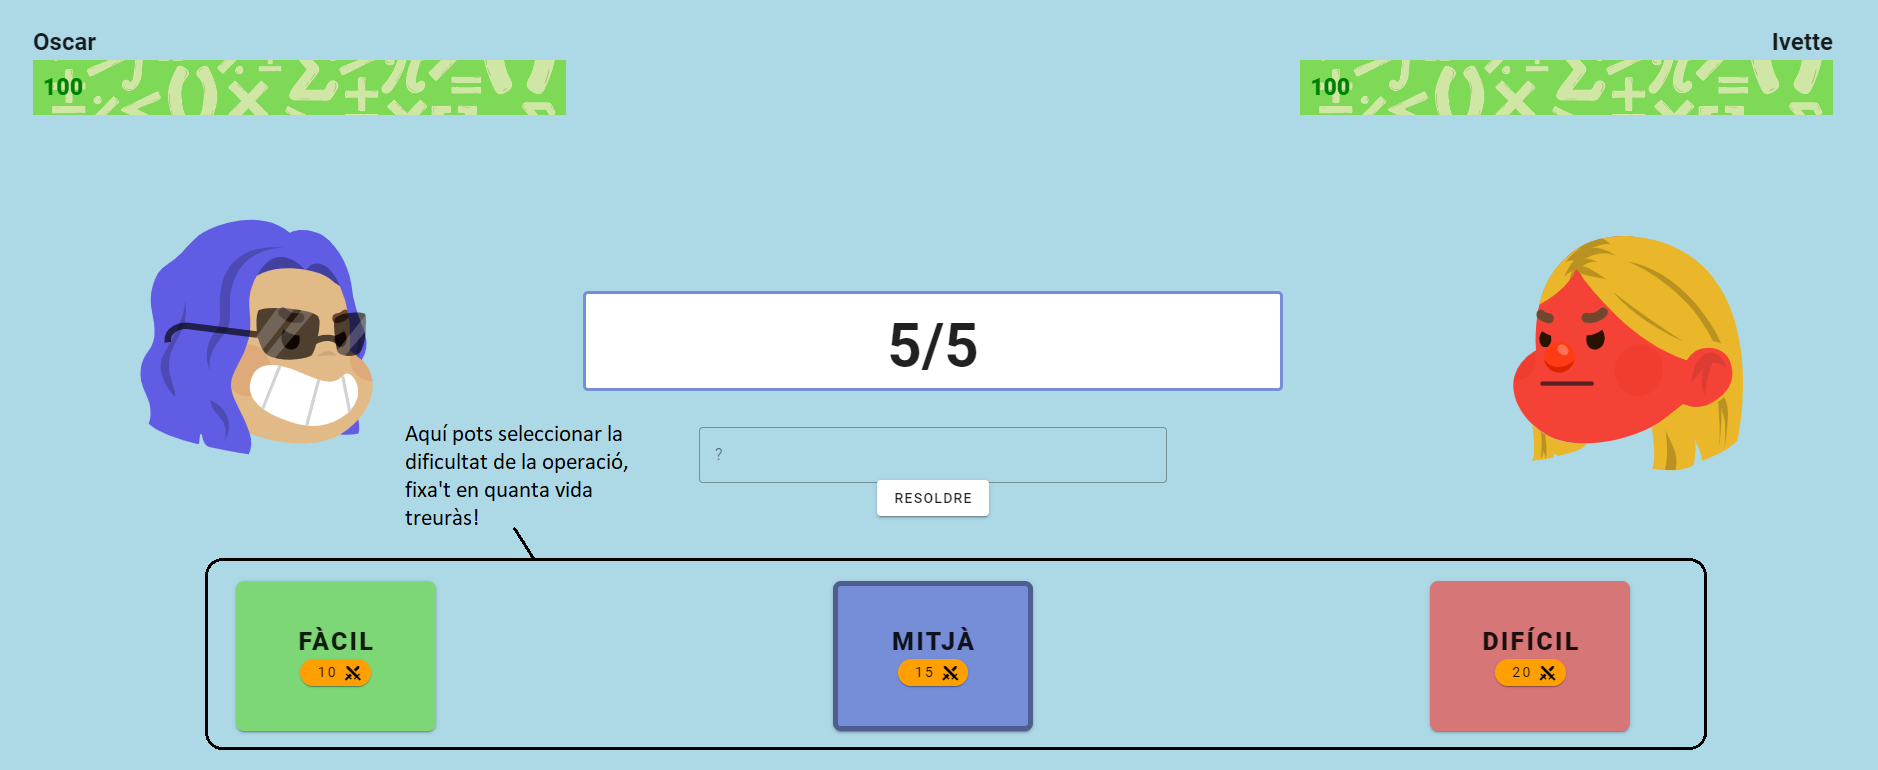 Oscar
Ivette
100
100
5/5
Aquí pots seleccionar la
dificultat de la operació,
fixa't en quanta vida
treuràs!
?
RESOLDRE
FÀCIL
10
MITJÀ
15
DIFÍCIL
20